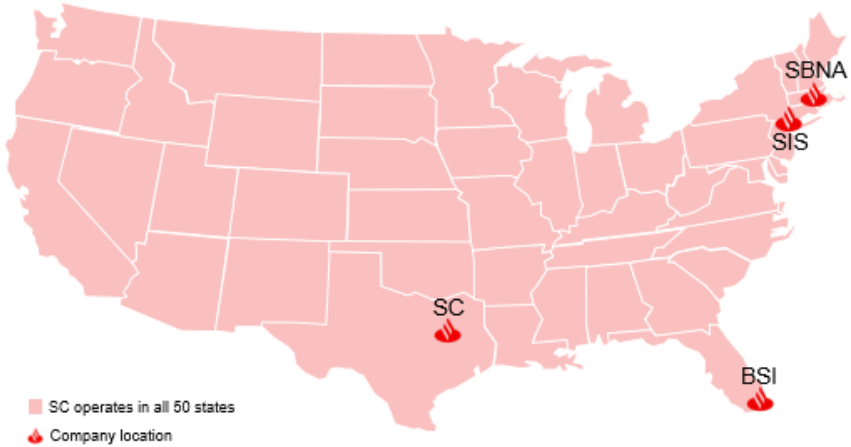 SBNA
SIS
SC
BSI
SC operates in all 50 states
Company location